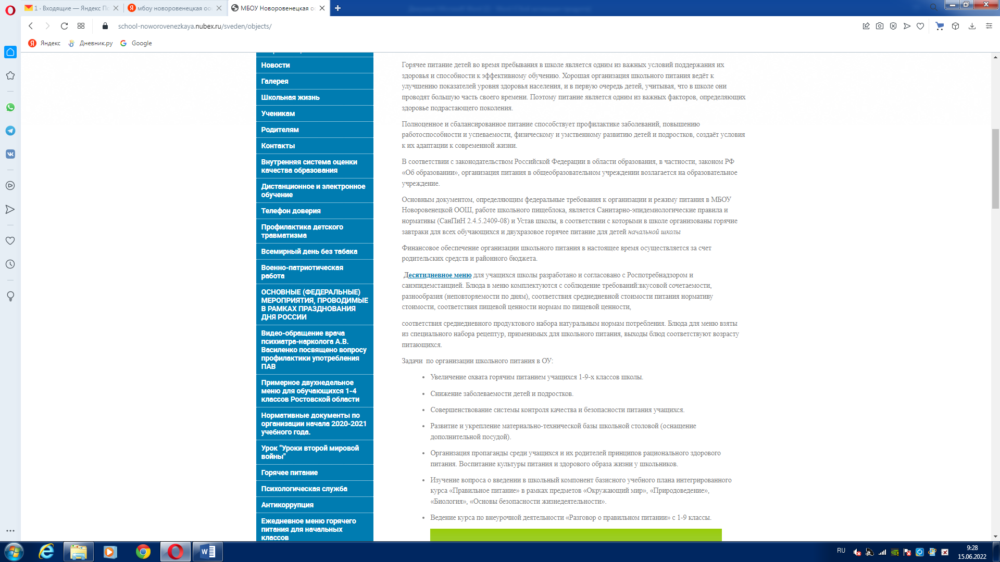 1 · Входящие — Яндекс По
мбоу новоровенецкая оо
МБОУ Новоровенецкая о
school-noworovenezkaya.nubex.ru/sveden/objects/
Яндекс
Дневник.ру
Google
Новости
Галерея
Школьная жизнь
Ученикам
Родителям
Контакты
Внутренняя система оценки
качества образования
Дистанционное и электронное
обучение
Телефон доверия
Профилактика детского
травматизма
Всемирный день без табака
Военно-патриотическая
работа
ОСНОВНЫЕ (ФЕДЕРАЛЬНЫЕ)
МЕРОПРИЯТИЯ, ПРОВОДИМЫЕ
В РАМКАХ ПРАЗДНОВАНИЯ
ДНЯ РОССИИ
Видео-обращение врача
психиатра-нарколога А.В.
Василенко посвящено вопросу
профилактики употребления
ПАВ
Примерное двухнедельное
меню для обучающихся 1-4
классов Ростовской области
Нормативные документы по
организации начала 2020-2021
учебного года.
Урок "Уроки второй мировой
войны"
Горячее питание
Психологическая служба
Антикоррупция
Ежедневное меню горячего
питания для начальных
классов
Горячее питание детей во время пребывания в школе является одним из важных условий поддержания их
здоровья и способности к эффективному обучению. Хорошая организация школьного питания ведёт к
улучшению показателей уровня здоровья населения, и в первую очередь детей, учитывая, что в школе они
проводят большую часть своего времени. Поэтому питание является одним из важных факторов, определяющих
здоровье подрастающего поколения.
Полноценное и сбалансированное питание способствует профилактике заболеваний, повышению
работоспособности и успеваемости, физическому и умственному развитию детей и подростков, создаёт условия
к их адаптации к современной жизни.
В соответствии с законодательством Российской Федерации в области образования, в частности, законом РФ
«Об образовании», организация питания в общеобразовательном учреждении возлагается на образовательное
учреждение.
Основным документом, определяющим федеральные требования к организации и режиму питания в МБОУ
Новоровенецкой ООШ, работе школьного пищеблока, является Санитарно-эпидемиологические правила и
нормативы (СанПиН 2.4.5.2409-08) и Устав школы, в соответствии с которыми в школе организованы горячие
завтраки для всех обучающихся и двухразовое горячее питание для детей начальной школы
Финансовое обеспечение организации школьного питания в настоящее время осуществляется за счет
родительских средств и районного бюджета.
Десятидневное меню для учащихся школы разработано и согласовано с Роспотребнадзором и
санэпидемстанцией. Блюда в меню комплектуются с соблюдение требований:вкусовой сочетаемости,
разнообразия (неповторяемости по дням), соответствия среднедневной стоимости питания нормативу
стоимости, соответствия пищевой ценности нормам по пищевой ценности,
соответствия среднедневного продуктового набора натуральным нормам потребления. Блюда для меню взяты
из специального набора рецептур, применимых для школьного питания, выходы блюд соответствуют возрасту
питающихся.
Задачи по организации школьного питания в ОУ:
• Увеличение охвата горячим питанием учащихся 1-9-х классов школы.
• Снижение заболеваемости детей и подростков.
• Совершенствование системы контроля качества и безопасности питания учащихся.
• Развитие и укрепление материально-технической базы школьной столовой (оснащение
дополнительной посудой).
• Организация пропаганды среди учащихся и их родителей принципов рационального здорового
питания. Воспитание культуры питания и здорового образа жизни у школьников.
• Изучение вопроса о введении в школьный компонент базисного учебного плана интегрированного
курса «Правильное питание» в рамках предметов «Окружающий мир», «Природоведение»,
«Биология», «Основы безопасности жизнедеятельности».
• Ведение курса по внеурочной деятельности «Разговор о правильном питании» с 1-9 классы.
RU
9:28
15.06.2022